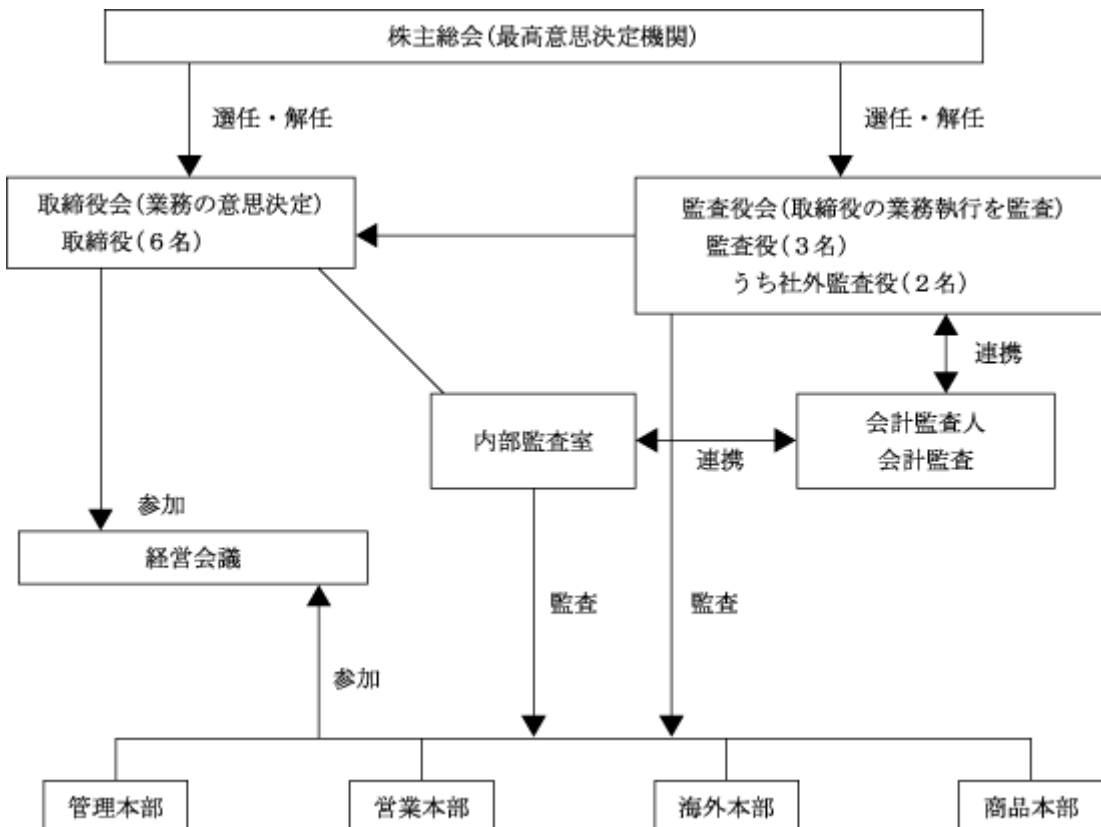 株主総会(最高意思決定機関)
選任・解任
選任・解任
取締役会(業務の意思決定)
取締役(6名)
監査役会(取締役の業務執行を監査)
監査役(3名)
うち社外監査役(2名)
連携
内部監査室
連携
会計監査人
会計監査
参加
経営会議
監査
監査
参加
管理本部
営業本部
海外本部
商品本部